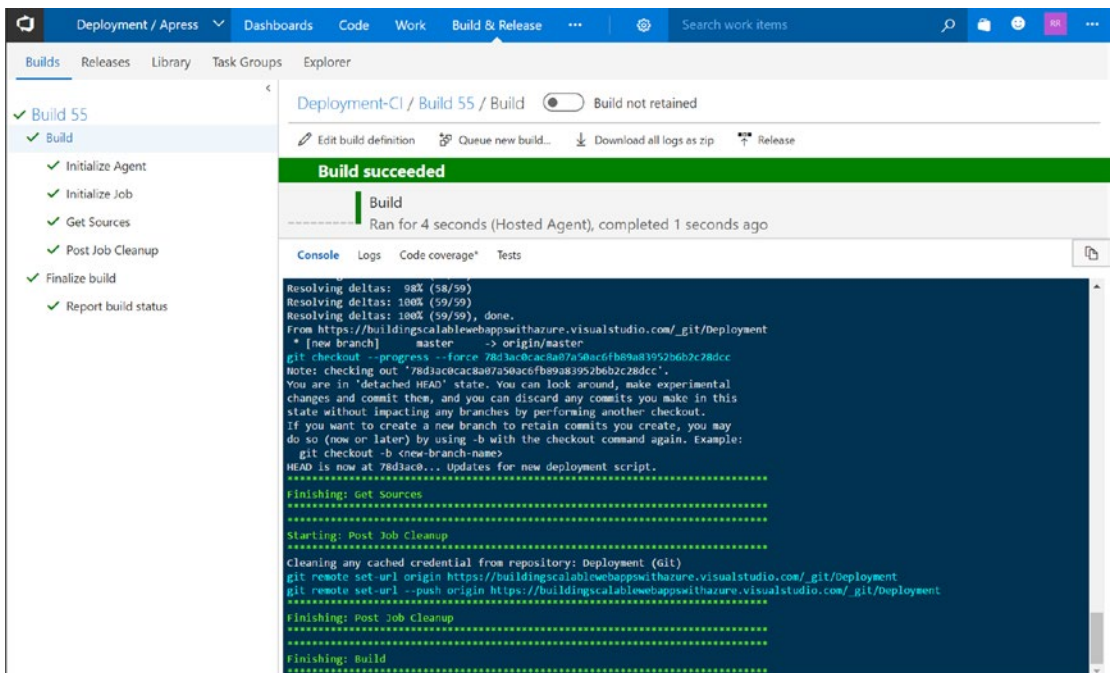 Deployment / Apress Dashboards Code Work Build & Release ... Search work items RR ...
Builds Releases Library Task Groups Explorer
Build 55
Build
Initialize Agent
Initialize Job
Get Sources
Post Job Cleanup
Finalize build
Report build status
Deployment-CI / Build 55 / Build Build not retained
Edit build definition Queue new build... Download all logs as zip Release
Build succeeded
Build
Ran for 4 seconds (Hosted Agent), completed 1 seconds ago
Console Logs Code coverage* Tests
Resolving deltas: 98% (58/59)
Resolving deltas: 100% (59/59)
Resolving deltas: 100% (59/59), done.
From https://buildingscalablewebappswithazure.visualstudio.com/_git/Deployment
* [new branch] master -> origin/master
git checkout --progress --force 78d3ac0cac8a07a50ac6fb89a83952b6b2c28dcc
Note: checking out '78d3ac0cac8a07a50ac6fb89a83952b6b2c28dcc'.
You are in 'detached HEAD' state. You can look around, make experimental
changes and commit them, and you can discard any commits you make in this
state without impacting any branches by performing another checkout.
If you want to create a new branch to retain commits you create, you may
do so (now or later) by using -b with the checkout command again. Example:
git checkout -b <new-branch-name>
HEAD is now at 78d3ac0... Updates for new deployment script.
******************************************************************************
Finishing: Get Sources
******************************************************************************
******************************************************************************
Starting: Post Job Cleanup
******************************************************************************
Cleaning any cached credential from repository: Deployment (Git)
git remote set-url origin https://buildingscalablewebappswithazure.visualstudio.com/_git/Deployment
git remote set-url --push origin https://buildingscalablewebappswithazure.visualstudio.com/_git/Deployment
******************************************************************************
Finishing: Post Job Cleanup
******************************************************************************
******************************************************************************
Finishing: Build
******************************************************************************